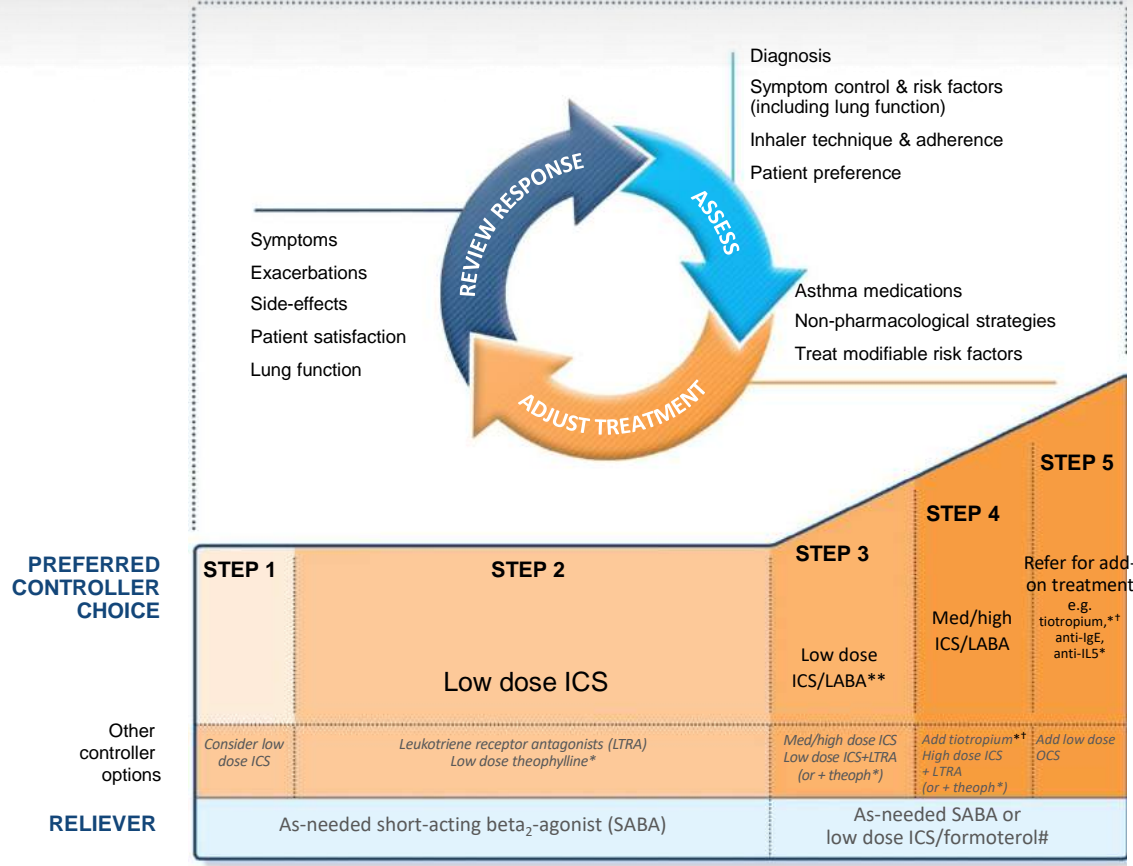 Diagnosis
Symptom control & risk factors
(including lung function)
Inhaler technique & adherence
Patient preference
REVIEW RESPONSE
ASSESS
ADJUST TREATMENT
Symptoms
Exacerbations
Side-effects
Patient satisfaction
Lung function
Asthma medications
Non-pharmacological strategies
Treat modifiable risk factors
PREFERRED
CONTROLLER
CHOICE
STEP 1
STEP 2
Low dose ICS
STEP 3
Low dose
ICS/LABA**
STEP 4
Med/high
ICS/LABA
STEP 5
Refer for add-
on treatment
e.g.
tiotropium,*†
anti-IgE,
anti-IL5*
Other
controller
options
Consider low
dose ICS
Leukotriene receptor antagonists (LTRA)
Low dose theophylline*
Med/high dose ICS
Low dose ICS+LTRA
(or + theoph*)
Add tiotropium*†
High dose ICS
+ LTRA
(or + theoph*)
Add low dose
OCS
RELIEVER
As-needed short-acting beta₂-agonist (SABA)
As-needed SABA or
low dose ICS/formoterol#